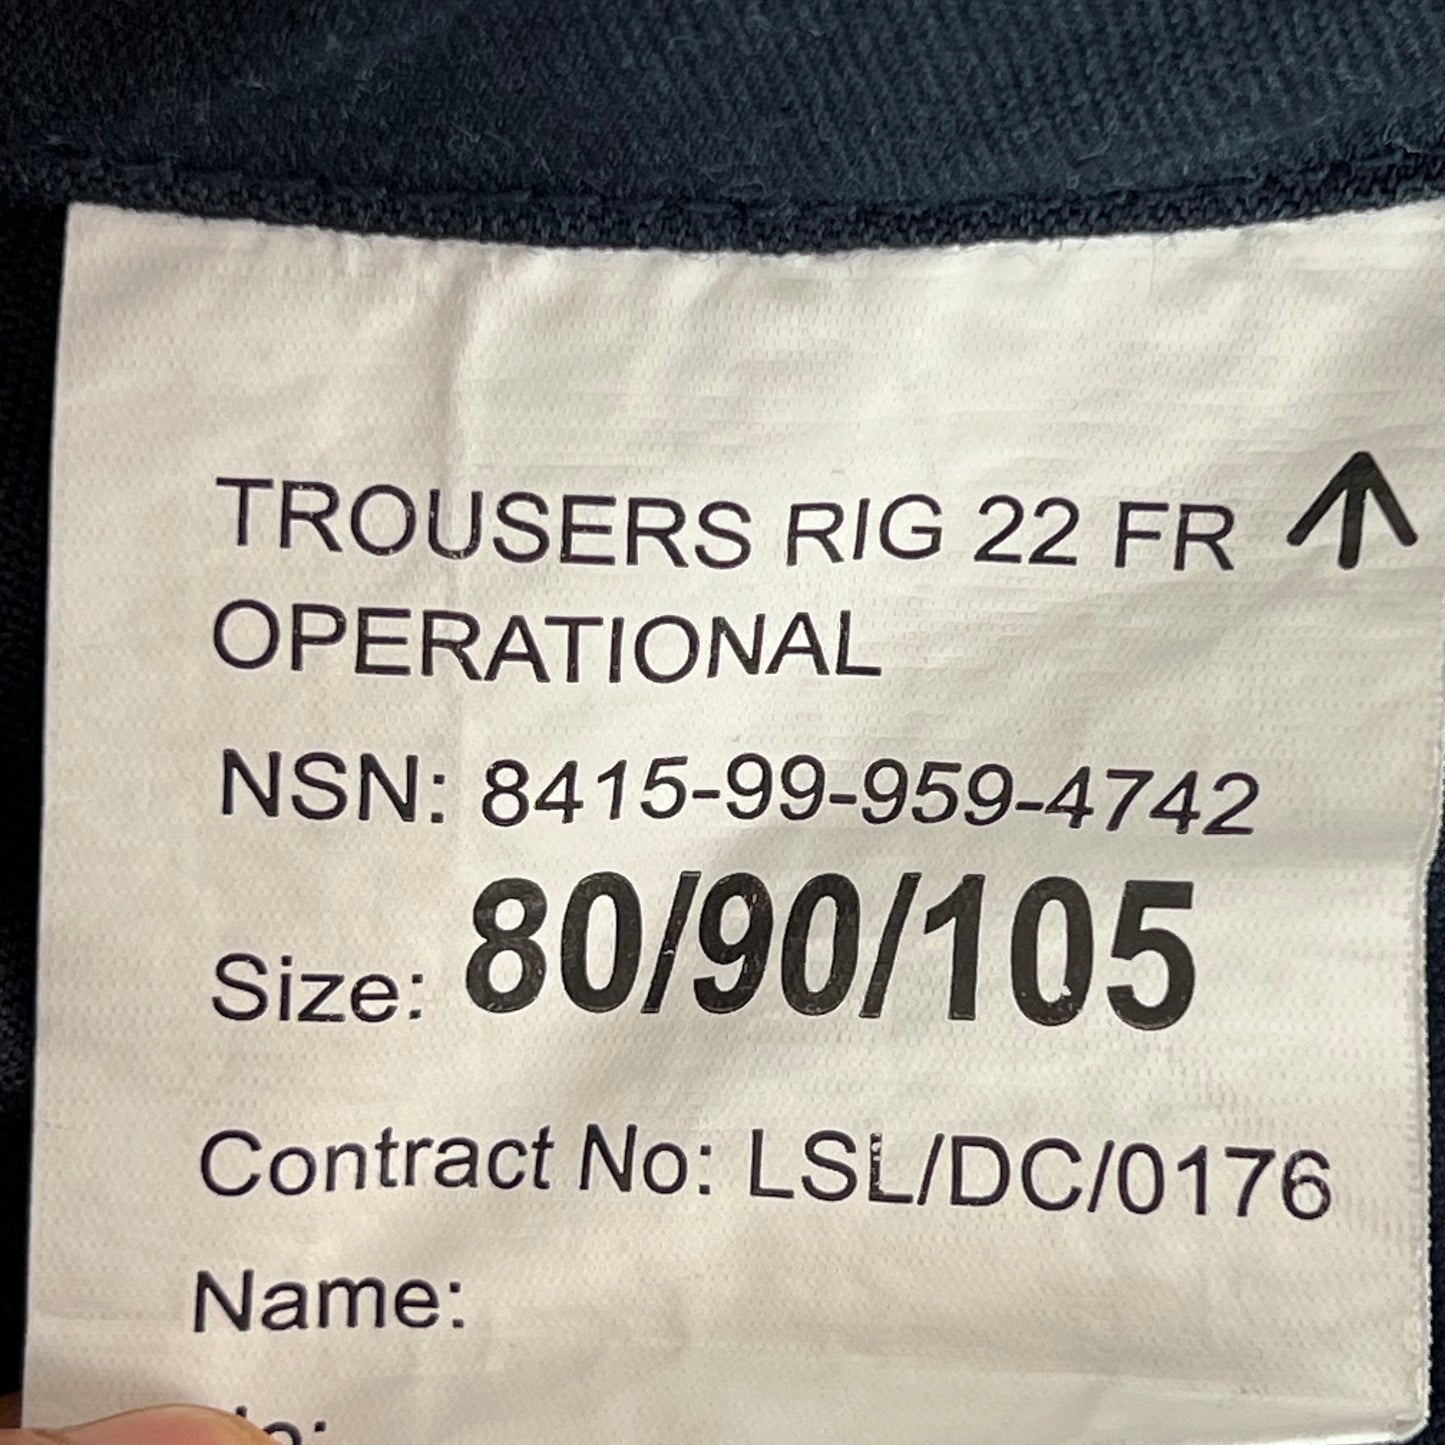 TROUSERS RIG 22 FR
OPERATIONAL
NSN: 8415-99-959-4742
Size: 80/90/105
Contract No: LSL/DC/0176
Name: